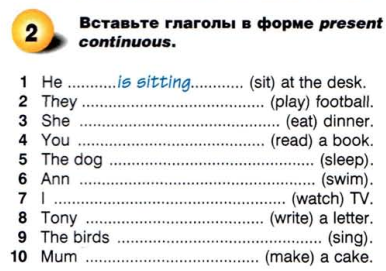 2
Вставьте глаголы в форме present
continuous.
1 He ...........is sitting............ (sit) at the desk.
2 They .......................................... (play) football.
3 She ............................................... (eat) dinner.
4 You .......................................... (read) a book.
5 The dog ............................................... (sleep).
6 Ann ....................................................... (swim).
7 I ................................................ (watch) TV.
8 Tony ........................................... (write) a letter.
9 The birds ............................................... (sing).
10 Mum ........................................ (make) a cake.